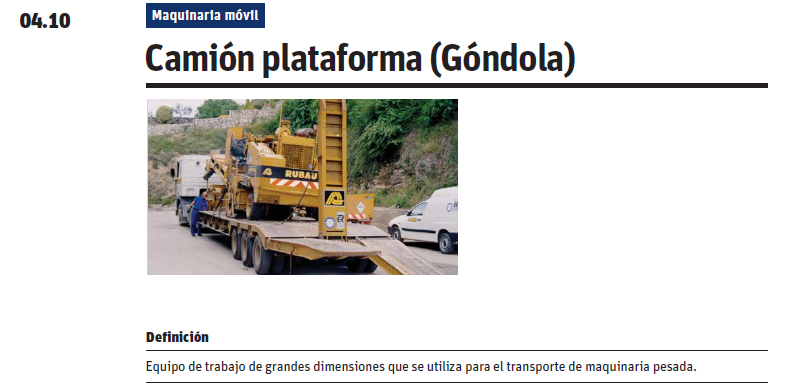 04.10
Maquinaria móvil
Camión plataforma (Góndola)
RUBAU
Definición
Equipo de trabajo de grandes dimensiones que se utiliza para el transporte de maquinaria pesada.